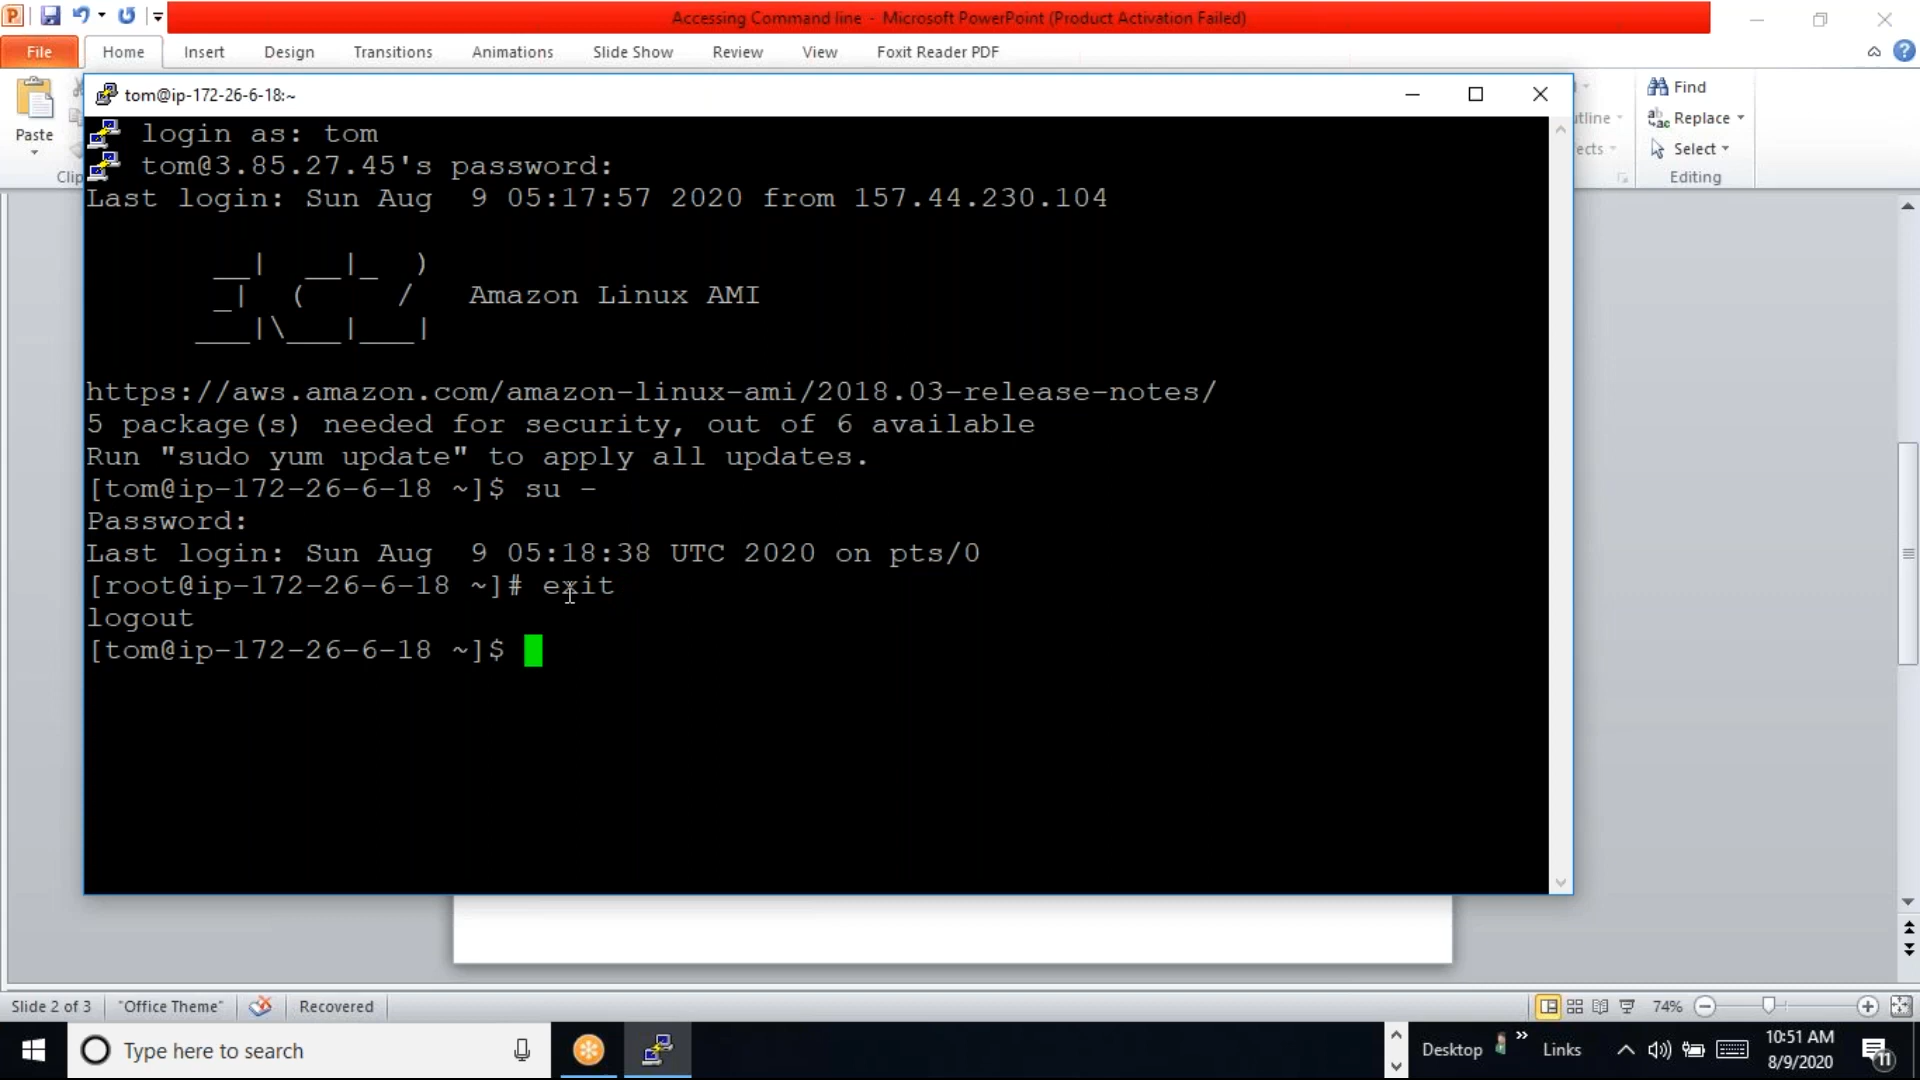 Accessing Command line - Microsoft PowerPoint (Product Activation Failed)
File Home Insert Design Transitions Animations Slide Show Review View Foxit Reader PDF
Paste
Clip
Find
Replace
Select
Editing
utline
ects
tom@ip-172-26-6-18:~
login as: tom
tom@3.85.27.45's password:
Last login: Sun Aug  9 05:17:57 2020 from 157.44.230.104
__|  __|_  )
_|  (     /   Amazon Linux AMI
___|\___|___|
https://aws.amazon.com/amazon-linux-ami/2018.03-release-notes/
5 package(s) needed for security, out of 6 available
Run "sudo yum update" to apply all updates.
[tom@ip-172-26-6-18 ~]$ su -
Password:
Last login: Sun Aug  9 05:18:38 UTC 2020 on pts/0
[root@ip-172-26-6-18 ~]# exit
logout
[tom@ip-172-26-6-18 ~]$
Slide 2 of 3 "Office Theme" Recovered 74%
Type here to search
Desktop Links
10:51 AM
8/9/2020
11